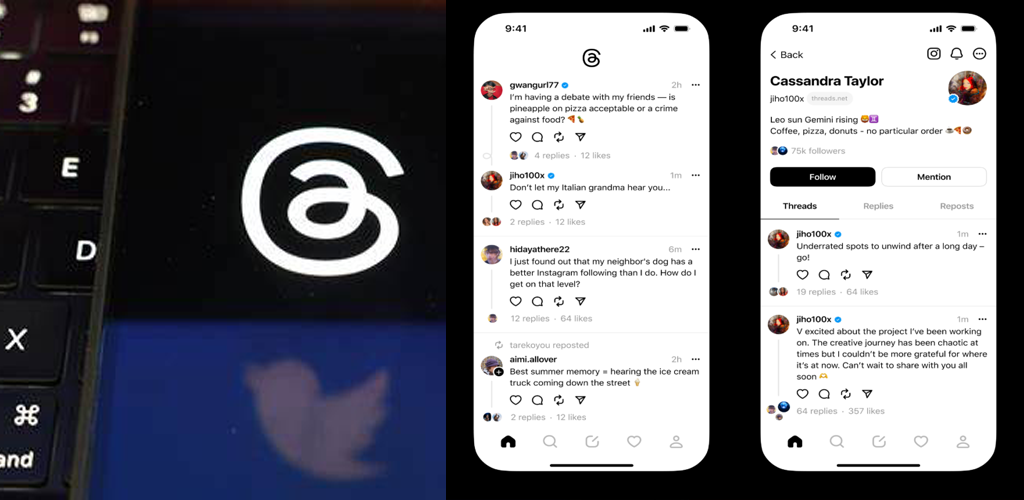 3
E
D
X
⌘
and
9:41
gwangurl77 2h
I'm having a debate with my friends — is
pineapple on pizza acceptable or a crime
against food? 🍕🍍
4 replies · 12 likes
jiho100x 1m
Don't let my Italian grandma hear you...
2 replies · 12 likes
hidayathere22 6m
I just found out that my neighbor's dog has a
better Instagram following than I do. How do I
get on that level?
12 replies · 64 likes
tarekoyou reposted
aimi.allover 2h
Best summer memory = hearing the ice cream
truck coming down the street 🍦
2 replies · 12 likes
9:41
Back
Cassandra Taylor
jiho100x threads.net
Leo sun Gemini rising 🦁♊
Coffee, pizza, donuts - no particular order ☕🍕🍩
75k followers
Follow Mention
Threads Replies Reposts
jiho100x 1m
Underrated spots to unwind after a long day –
go!
19 replies · 64 likes
jiho100x 1m
V excited about the project I've been working
on. The creative journey has been chaotic at
times but I couldn't be more grateful for where
it's at now. Can't wait to share with you all
soon 🫶
64 replies · 357 likes